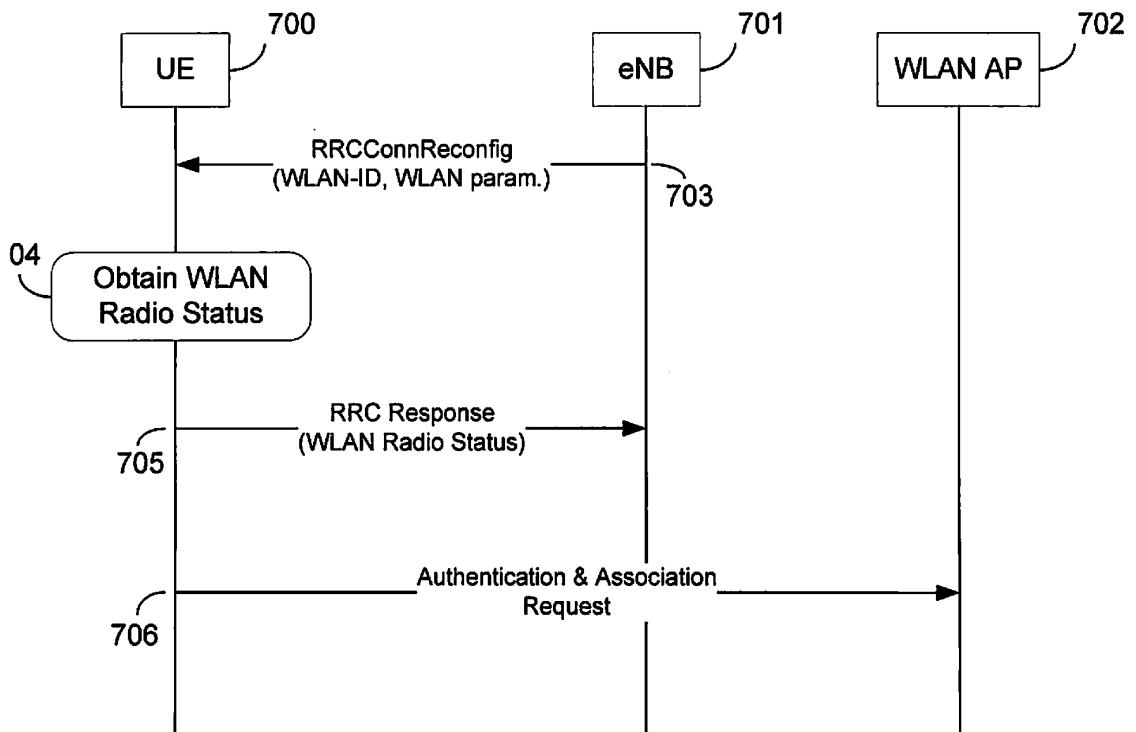 700
701
702
UE
eNB
WLAN AP
RRCConnReconfig
(WLAN-ID, WLAN param.)
703
04
Obtain WLAN
Radio Status
RRC Response
(WLAN Radio Status)
705
Authentication & Association
Request
706